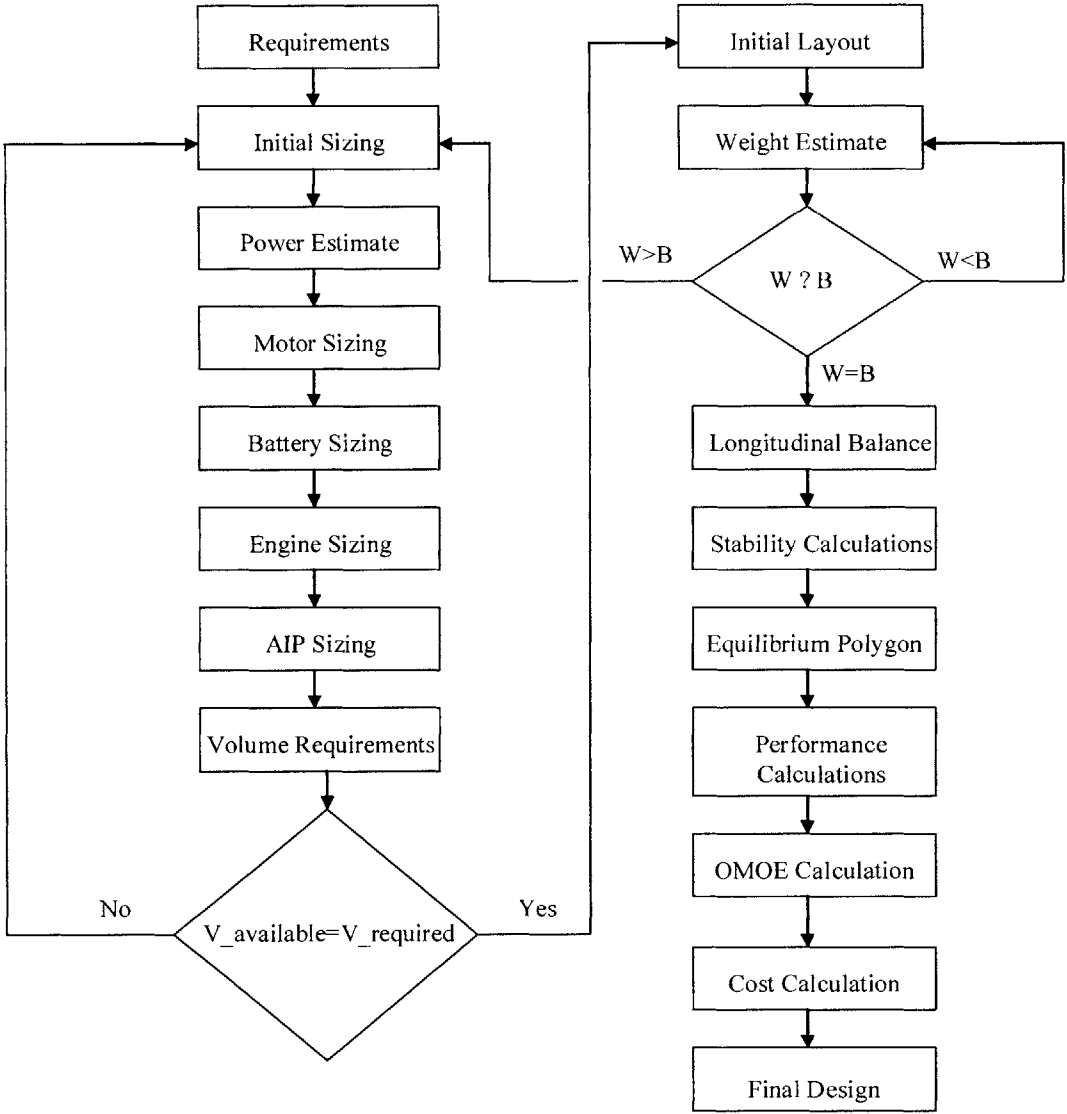 Requirements
Initial Sizing
Power Estimate
Motor Sizing
Battery Sizing
Engine Sizing
AIP Sizing
Volume Requirements
No
V_available=V_required
Yes
Initial Layout
Weight Estimate
W>B
W ? B
W<B
W=B
Longitudinal Balance
Stability Calculations
Equilibrium Polygon
Performance
Calculations
OMOE Calculation
Cost Calculation
Final Design